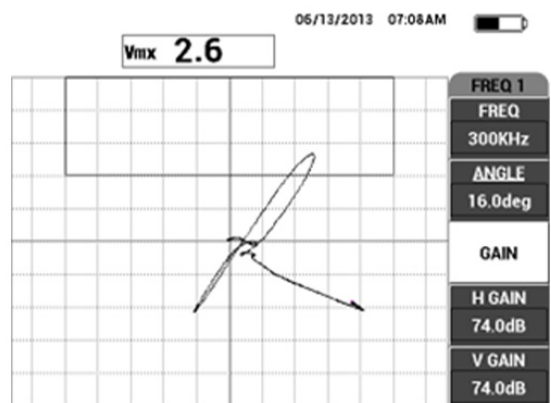 06/13/2013 07:08AM
Vmx 2.6
FREQ 1
FREQ
300KHz
ANGLE
16.0deg
GAIN
H GAIN
74.0dB
V GAIN
74.0dB